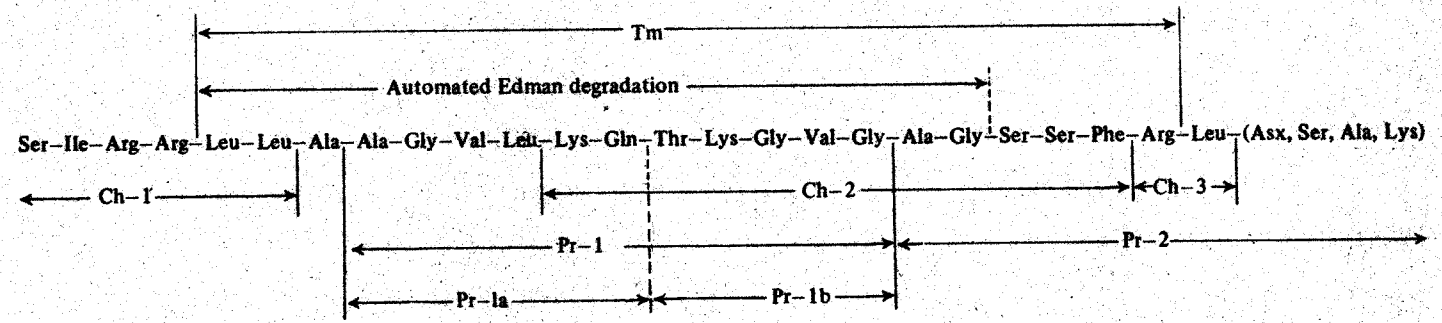 Tm
Automated Edman degradation
Ser–Ile–Arg–Arg–Leu–Leu–Ala–Ala–Gly–Val–Leu–Lys–Gln–Thr–Lys–Gly–Val–Gly–Ala–Gly–Ser–Ser–Phe–Arg–Leu–(Asx, Ser, Ala, Lys)
Ch–1 Ch–2 Ch–3
Pr–1 Pr–2
Pr–1a Pr–1b